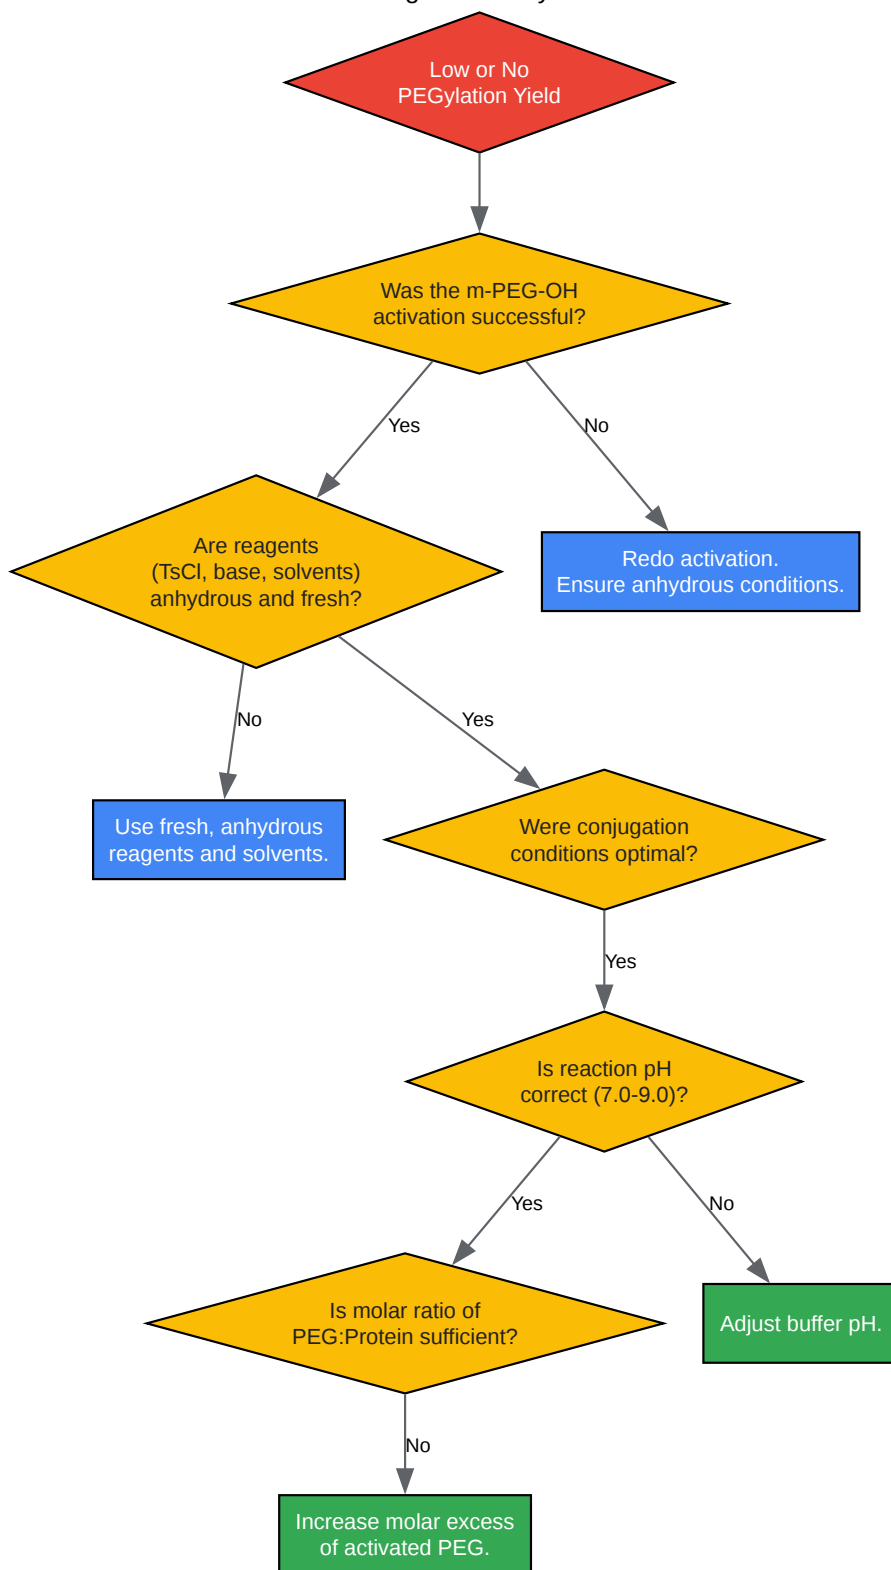 Low or No
PEGylation Yield
Was the m-PEG-OH
activation successful?
Yes
No
Are reagents
(TsCl, base, solvents)
anhydrous and fresh?
Redo activation.
Ensure anhydrous conditions.
No
Yes
Use fresh, anhydrous
reagents and solvents.
Were conjugation
conditions optimal?
Yes
Is reaction pH
correct (7.0-9.0)?
Yes
No
Is molar ratio of
PEG:Protein sufficient?
Adjust buffer pH.
No
Increase molar excess
of activated PEG.